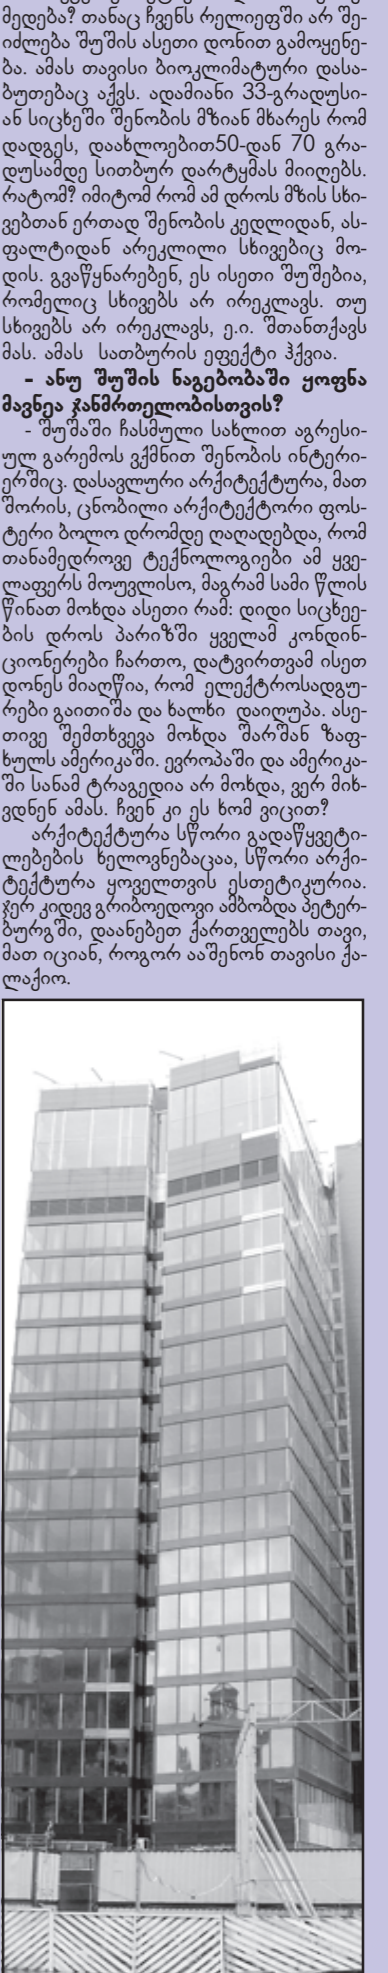 მედება? თანაც ჩვენს რელიეფში არ შე-
იძლება შუშის ასეთი დონით გამოყენე-
ბა. ამას თავისი ბიოკლიმატური დასა-
ბუთებაც აქვს. ადამიანი 33-გრადუსი-
ან სიცხეში შენობის მზიან მხარეს რომ
დადგეს, დაახლოებით50-დან 70 გრა-
დუსამდე სითბურ დარტყმას მიიღებს.
რატომ? იმიტომ რომ ამ დროს მზის სხი-
ვებთან ერთად შენობის კედლიდან, ას-
ფალტიდან არეკლილი სხივებიც მო-
დის. გვაწყნარებენ, ეს ისეთი შუშებია,
რომელიც სხივებს არ ირეკლავს. თუ
სხივებს არ ირეკლავს, ე.ი. შთანთქავს
მას. ამას სათბურის ეფექტი ჰქვია.
- ანუ შუშის ნაგებობაში ყოფნა
მავნეა ჯანმრთელობისთვის?
- შუშაში ჩასმული სახლით აგრესი-
ულ გარემოს ვქმნით შენობის ინტერი-
ერშიც. დასავლური არქიტექტურა, მათ
შორის, ცნობილი არქიტექტორი ფოს-
ტერი ბოლო დრომდე ღაღადებდა, რომ
თანამედროვე ტექნოლოგიები ამ ყვე-
ლაფერს მოუვლისო, მაგრამ სამი წლის
წინათ მოხდა ასეთი რამ: დიდი სიცხეე-
ბის დროს პარიზში ყველამ კონდინ-
ციონერები ჩართო, დატვირთვამ ისეთ
დონეს მიაღწია, რომ ელექტროსადგუ-
რები გაითიშა და ხალხი დაიღუპა. ასე-
თივე შემთხვევა მოხდა შარშან ზაფ-
ხულს ამერიკაში. ევროპაში და ამერიკა-
ში სანამ ტრაგედია არ მოხდა, ვერ მიხ-
ვდნენ ამას. ჩვენ კი ეს ხომ ვიცით?
არქიტექტურა სწორი გადაწყვეტი-
ლებების ხელოვნებაცაა, სწორი არქი-
ტექტურა ყოველთვის ესთეტიკურია.
ჯერ კიდევ გრიბოედოვი ამბობდა პეტერ-
ბურგში, დაანებეთ ქართველებს თავი,
მათ იციან, როგორ ააშენონ თავისი ქა-
ლაქიო.